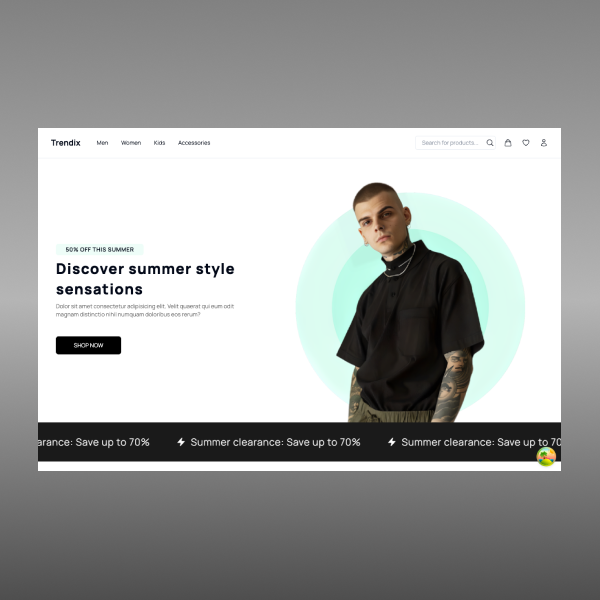 Trendix Men Women Kids Accessories Search for products...
50% OFF THIS SUMMER
Discover summer style
sensations
Dolor sit amet consectetur adipisicing elit. Velit quaerat qui eum odit
magnam distinctio nihil numquam doloribus eos rerum?
SHOP NOW
arance: Save up to 70% Summer clearance: Save up to 70% Summer clearance: Save up to 70